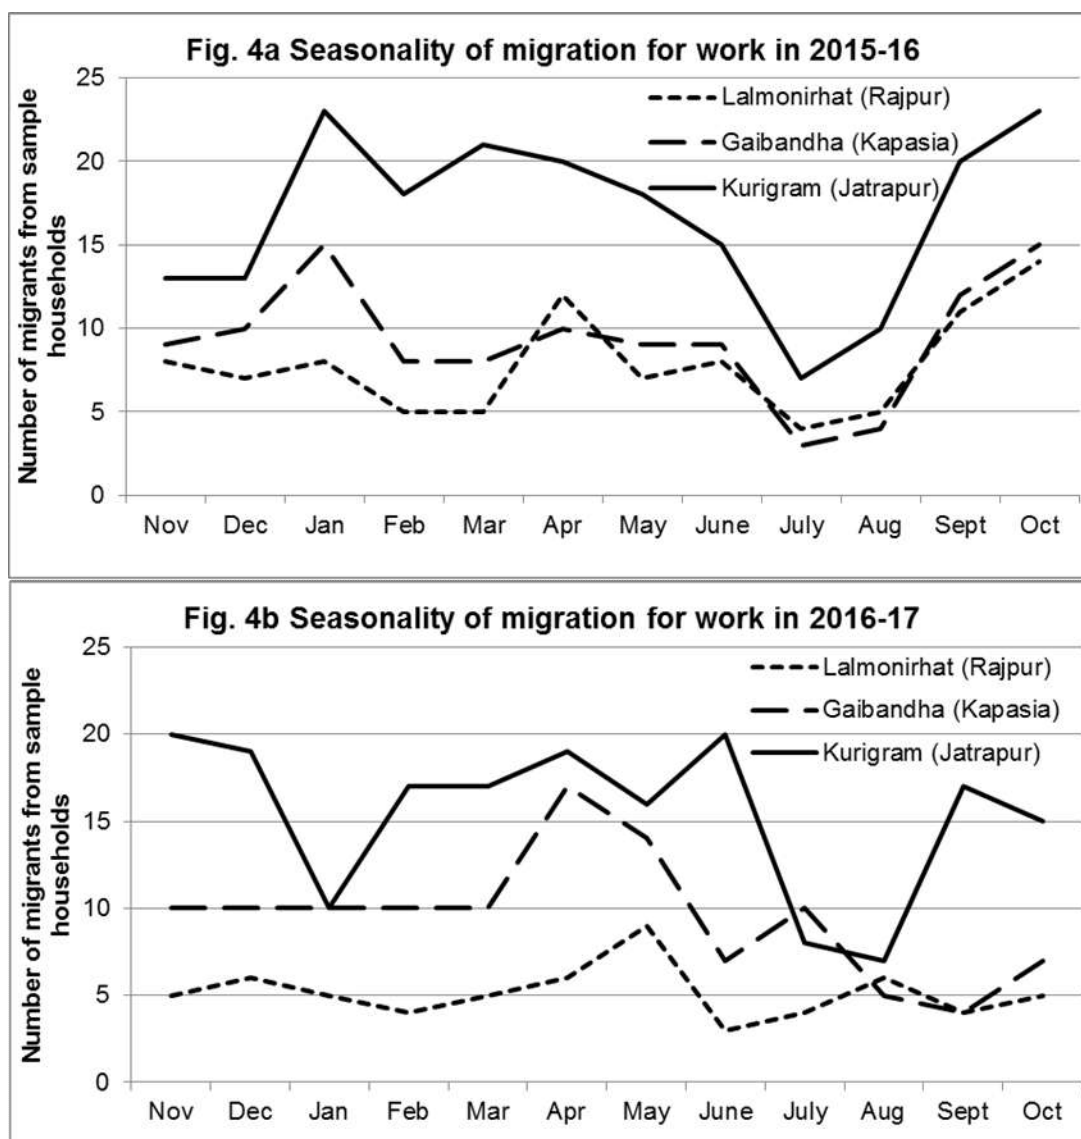 Fig. 4a Seasonality of migration for work in 2015-16
Number of migrants from sample
households
25
20
15
10
5
0
Lalmonirhat (Rajpur)
Gaibandha (Kapasia)
Kurigram (Jatrapur)
Nov Dec Jan Feb Mar Apr May June July Aug Sept Oct
Fig. 4b Seasonality of migration for work in 2016-17
Number of migrants from sample
households
25
20
15
10
5
0
Lalmonirhat (Rajpur)
Gaibandha (Kapasia)
Kurigram (Jatrapur)
Nov Dec Jan Feb Mar Apr May June July Aug Sept Oct